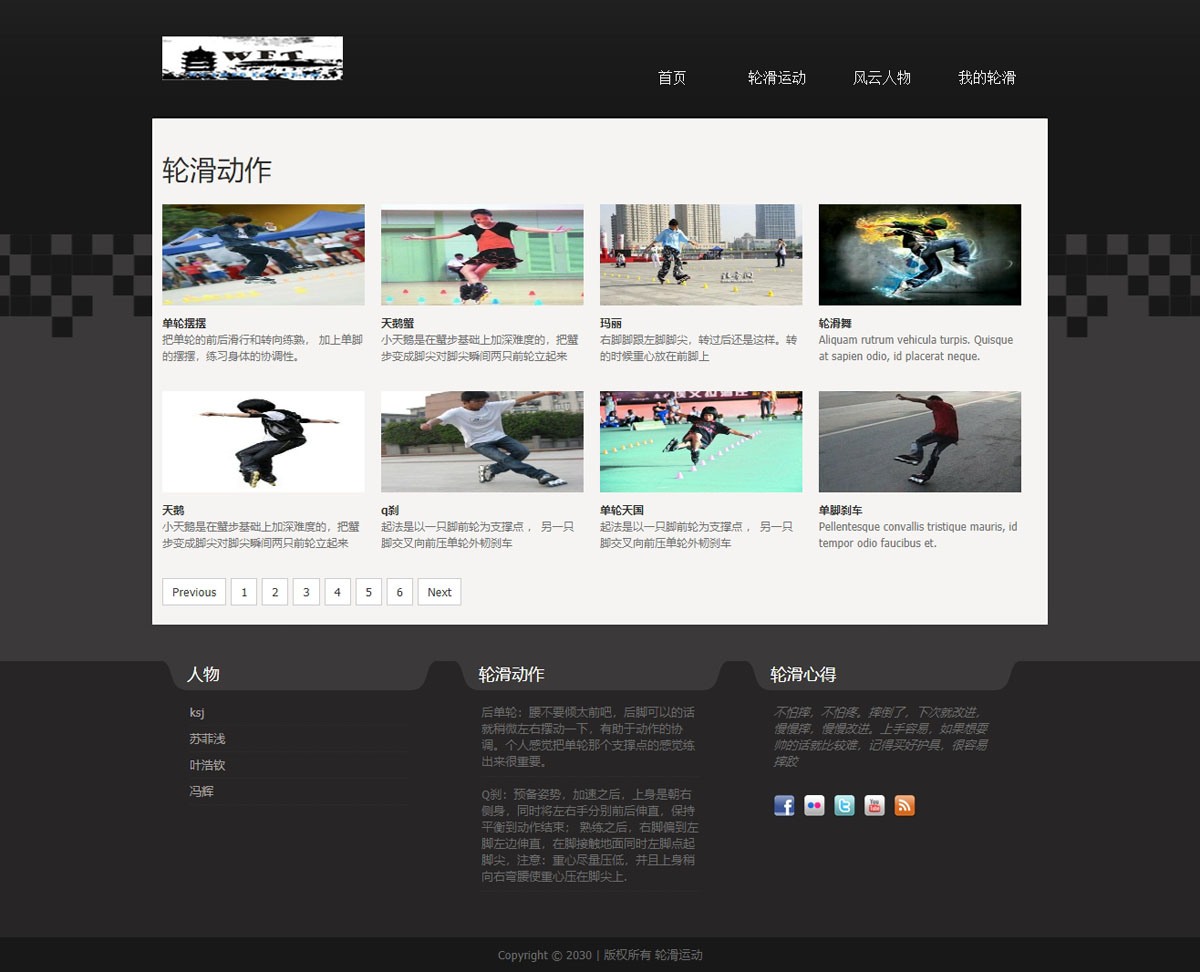 WFT
首页 轮滑运动 风云人物 我的轮滑
轮滑动作
单轮摆摆
把单轮的前后滑行和转向练熟， 加上单脚
的摆摆，练习身体的协调性。
天鹅蟹
小天鹅是在蟹步基础上加深难度的，把蟹
步变成脚尖对脚尖瞬间两只前轮立起来
玛丽
右脚脚跟左脚脚尖，转过后还是这样。转
的时候重心放在前脚上
轮滑舞
Aliquam rutrum vehicula turpis. Quisque
at sapien odio, id placerat neque.
天鹅
小天鹅是在蟹步基础上加深难度的，把蟹
步变成脚尖对脚尖瞬间两只前轮立起来
q刹
起法是以一只脚前轮为支撑点 ， 另一只
脚交叉向前压单轮外韧刹车
单轮天国
起法是以一只脚前轮为支撑点 ， 另一只
脚交叉向前压单轮外韧刹车
单脚刹车
Pellentesque convallis tristique mauris, id
tempor odio faucibus et.
Previous 1 2 3 4 5 6 Next
人物
ksj
苏菲浅
叶浩钦
冯辉
轮滑动作
后单轮：腰不要倾太前吧，后脚可以的话
就稍微左右摆动一下，有助于动作的协
调。个人感觉把单轮那个支撑点的感觉练
出来很重要。
Q刹：预备姿势，加速之后，上身是朝右
侧身，同时将左右手分别前后伸直，保持
平衡到动作结束； 熟练之后，右脚偏到左
脚左边伸直，在脚接触地面同时左脚点起
脚尖，注意：重心尽量压低，并且上身稍
向右弯腰使重心压在脚尖上.
轮滑心得
不怕摔，不怕疼。摔倒了，下次就改进，
慢慢摔，慢慢改进。上手容易，如果想耍
帅的话就比较难，记得买好护具，很容易
摔跤
Copyright © 2030 | 版权所有 轮滑运动